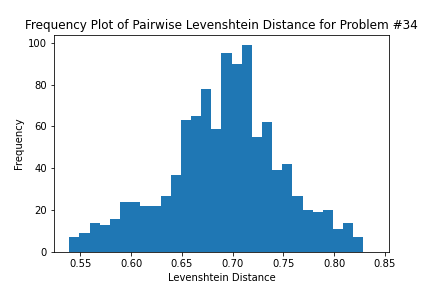 Frequency Plot of Pairwise Levenshtein Distance for Problem #34
100
80
60
40
20
0
Frequency
0.55 0.60 0.65 0.70 0.75 0.80 0.85
Levenshtein Distance